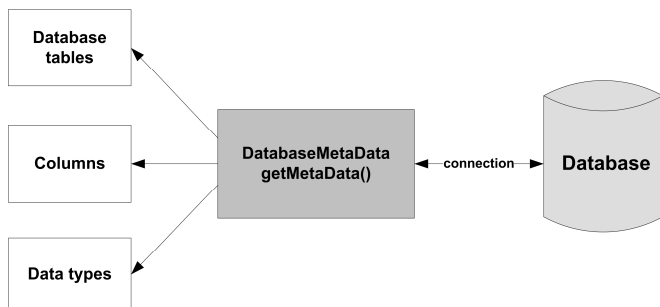 Database
tables
Columns
Data types
DatabaseMetaData
getMetaData()
connection
Database